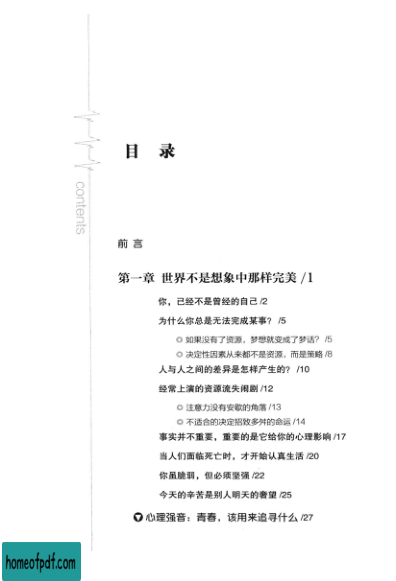 目 录
contents
前 言
第一章 世界不是想象中那样完美 /1
你，已经不是曾经的自己 /2
为什么你总是无法完成某事？ /5
◎ 如果没有了资源，梦想就变成了梦话？ /5
◎ 决定性因素从来都不是资源，而是策略 /8
人与人之间的差异是怎样产生的？ /10
经常上演的资源流失闹剧 /12
◎ 注意力没有安歇的角落 /13
◎ 不适合的决定招致多舛的命运 /14
事实并不重要，重要的是它给你的心理影响 /17
当人们面临死亡时，才开始认真生活 /20
你虽脆弱，但必须坚强 /22
今天的辛苦是别人明天的奢望 /25
心理强音：青春，该用来追寻什么 /27
homeofpdf.com